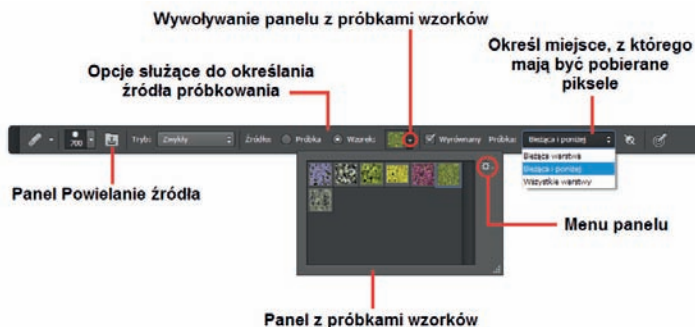 Wywoływanie panelu z próbkami wzorków
Określ miejsce, z którego
mają być pobierane
piksele
Opcje służące do określania
źródła próbkowania
700 Tryb: Zwykły Źródło: Próbka Wzorek: Wyrównany Próbka: Bieżąca i poniżej
Bieżąca warstwa
Bieżąca i poniżej
Wszystkie warstwy
Panel Powielanie źródła
Menu panelu
Panel z próbkami wzorków